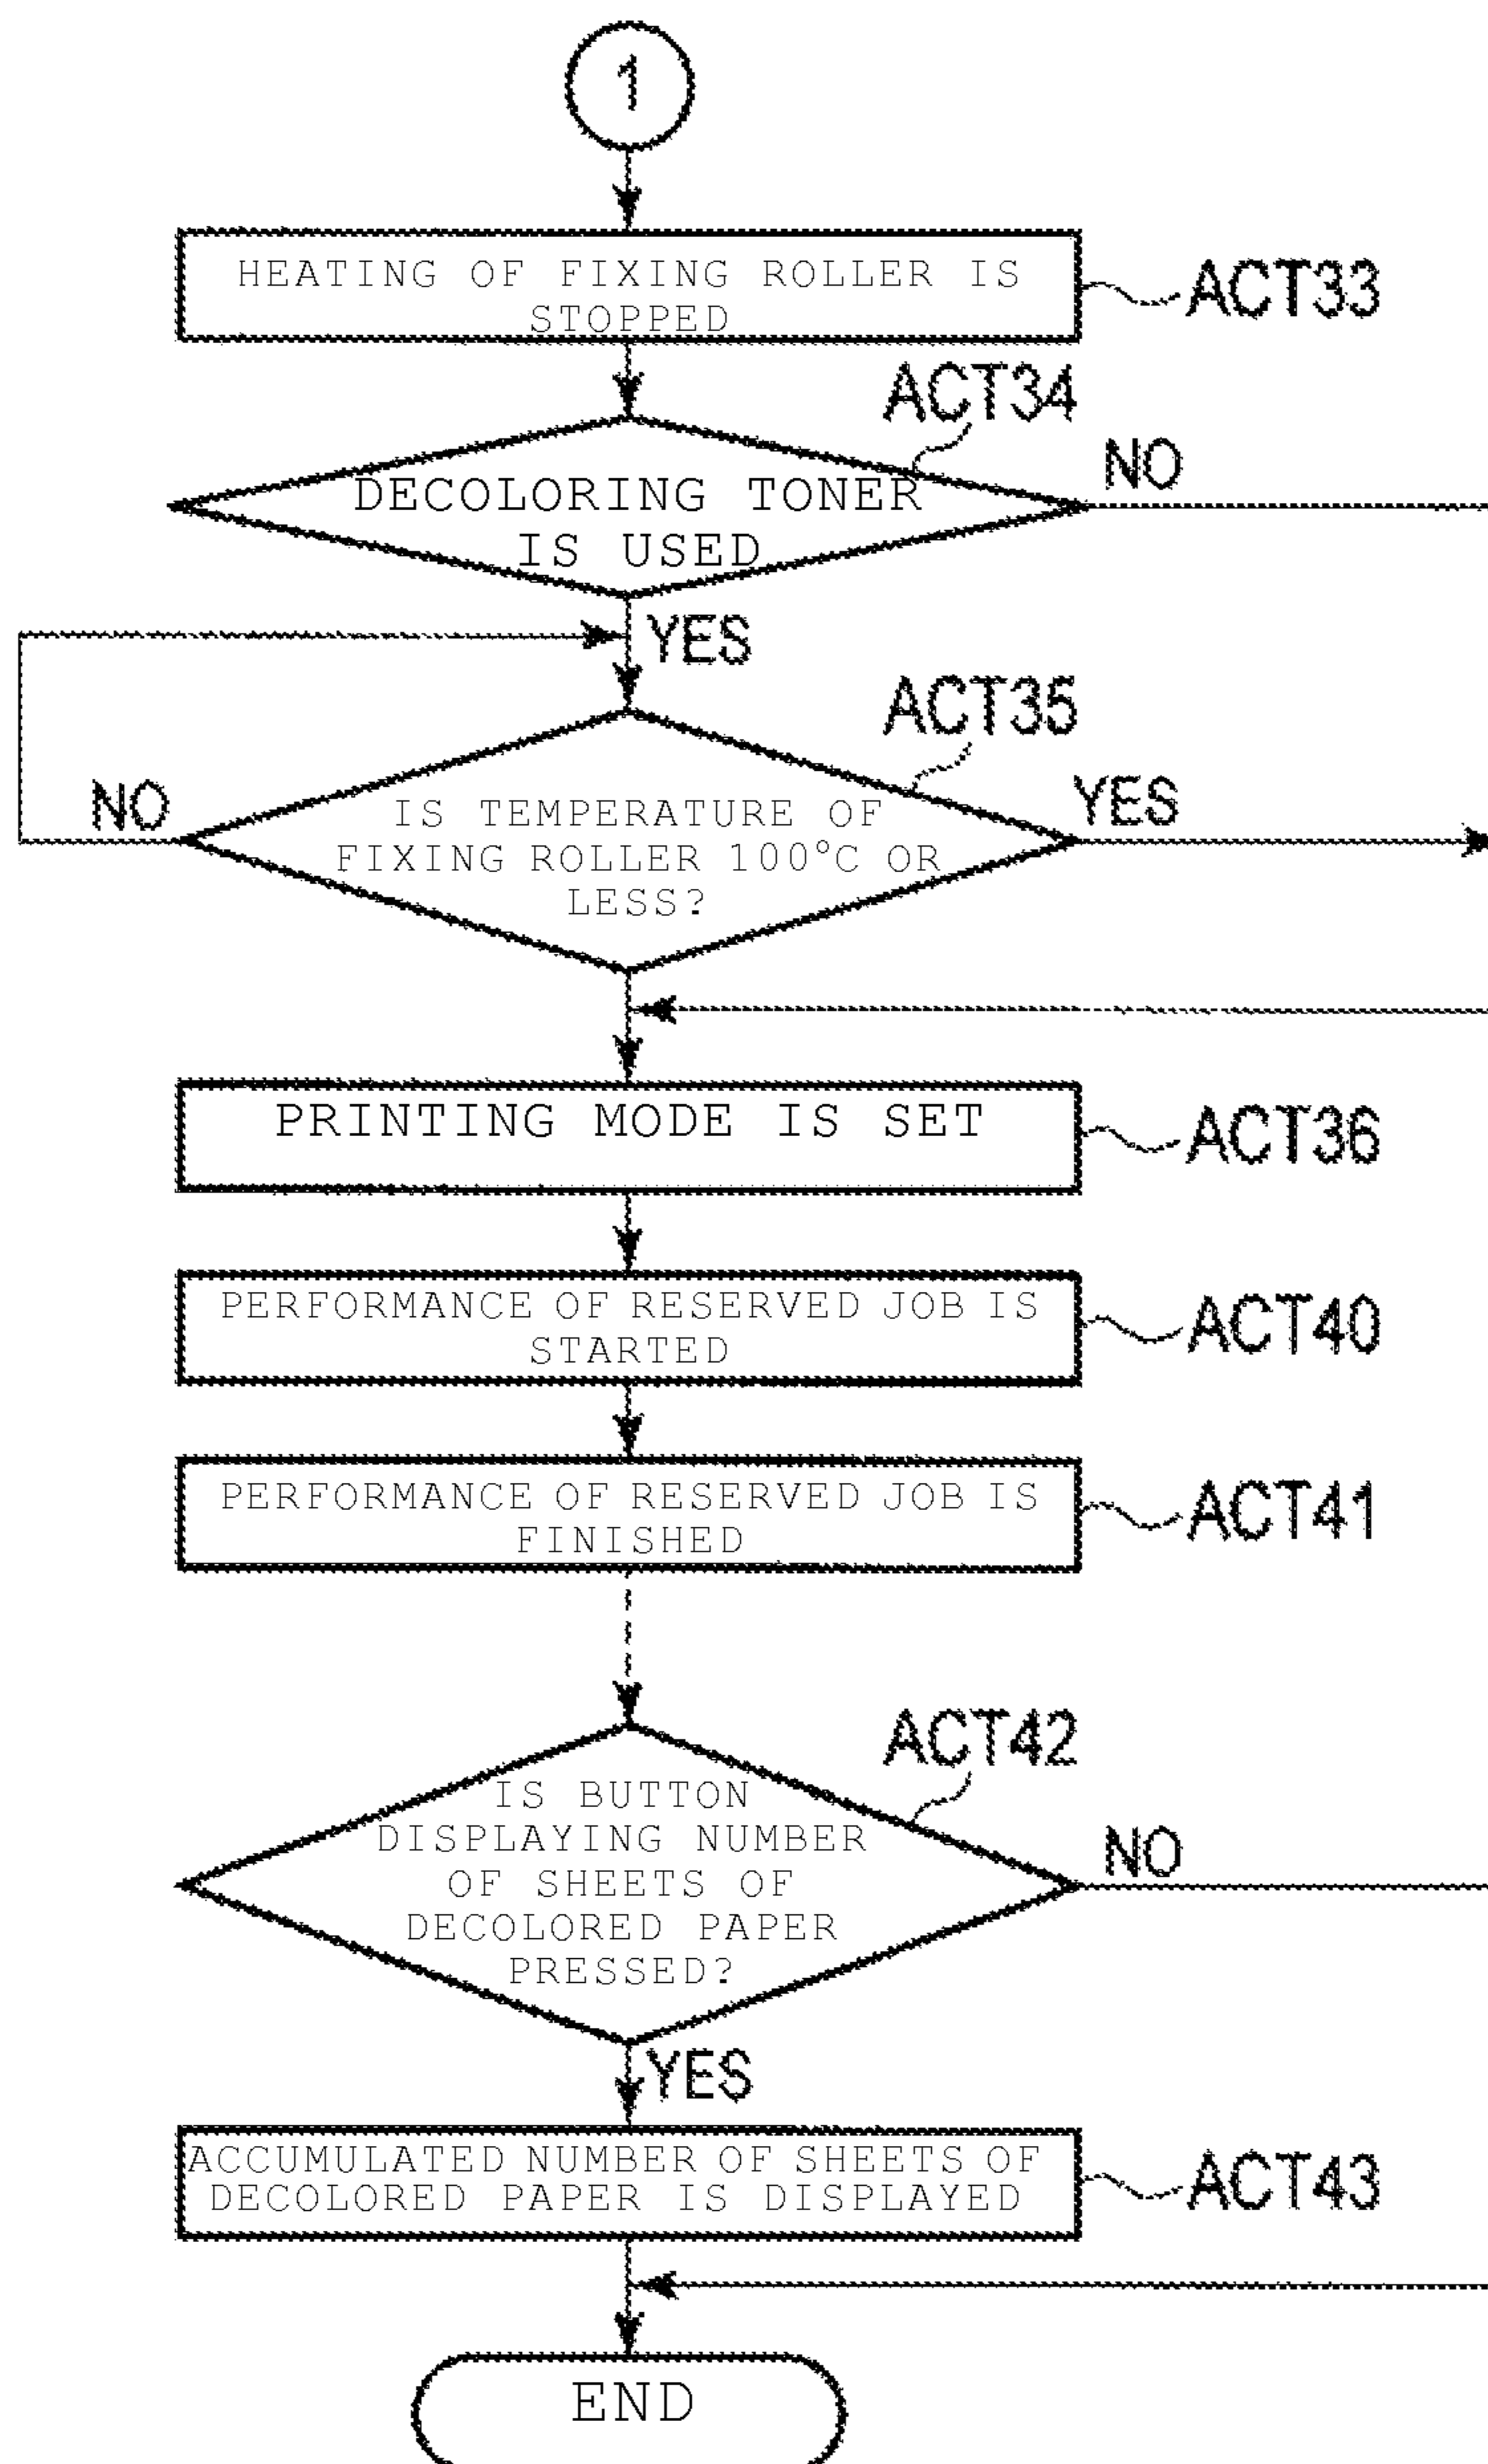 1
HEATING OF FIXING ROLLER IS
STOPPED
ACT33
ACT34
DECOLORING TONER
IS USED
NO
YES
ACT35
IS TEMPERATURE OF
FIXING ROLLER 100°C OR
LESS?
NO
YES
PRINTING MODE IS SET
ACT36
PERFORMANCE OF RESERVED JOB IS
STARTED
ACT40
PERFORMANCE OF RESERVED JOB IS
FINISHED
ACT41
ACT42
IS BUTTON
DISPLAYING NUMBER
OF SHEETS OF
DECOLORED PAPER
PRESSED?
NO
YES
ACCUMULATED NUMBER OF SHEETS OF
DECOLORED PAPER IS DISPLAYED
ACT43
END